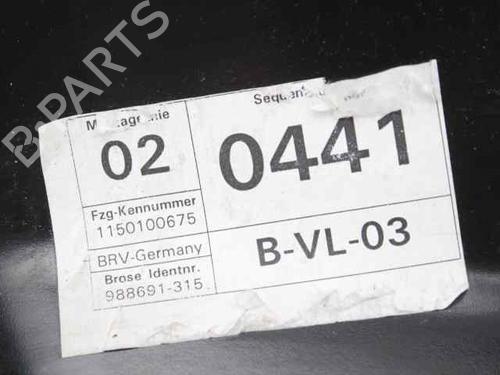 B-PARTS
02
0441
Fzg-Kennummer
1150100675
B-VL-03
BRV-Germany
Brose Identnr.
988691-315